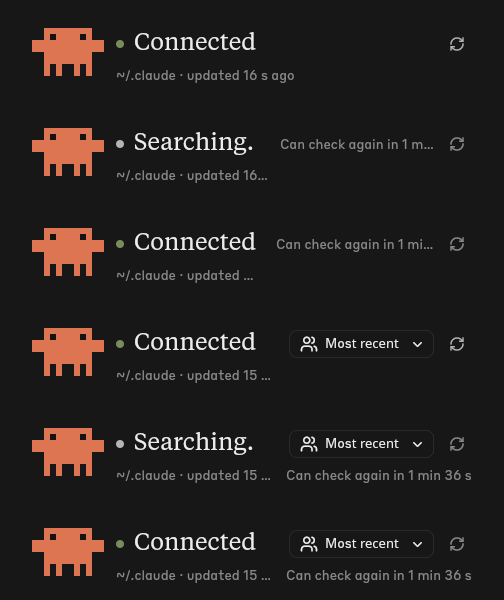 Connected
~/.claude · updated 16 s ago
Searching. Can check again in 1 m...
~/.claude · updated 16...
Connected Can check again in 1 mi...
~/.claude · updated ...
Connected Most recent
~/.claude · updated 15 ...
Searching. Most recent
~/.claude · updated 15 ... Can check again in 1 min 36 s
Connected Most recent
~/.claude · updated 15 ... Can check again in 1 min 36 s